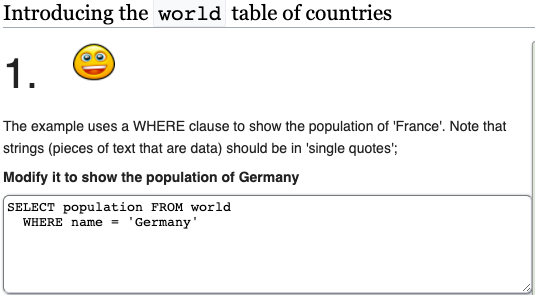 Introducing the world table of countries
1.
The example uses a WHERE clause to show the population of 'France'. Note that
strings (pieces of text that are data) should be in 'single quotes';
Modify it to show the population of Germany
SELECT population FROM world
  WHERE name = 'Germany'